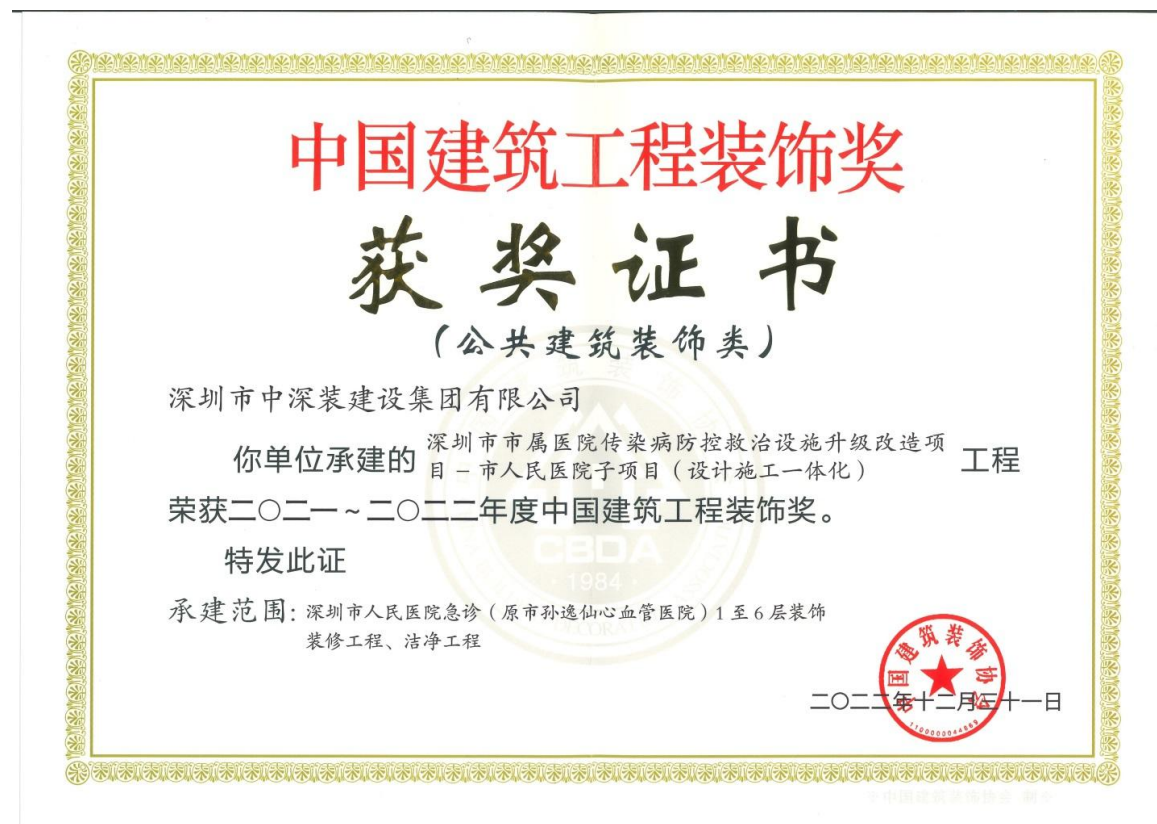 中国建筑工程装饰奖
获奖证书
（公共建筑装饰类）
深圳市中深装建设集团有限公司
你单位承建的 深圳市市属医院传染病防控救治设施升级改造项
目－市人民医院子项目（设计施工一体化） 工程
荣获二〇二一～二〇二二年度中国建筑工程装饰奖。
特发此证
CBDA
·1984·
承建范围：深圳市人民医院急诊（原市孙逸仙心血管医院）1至6层装饰
装修工程、洁净工程
中国建筑装饰协会
二〇二二年十二月三十一日